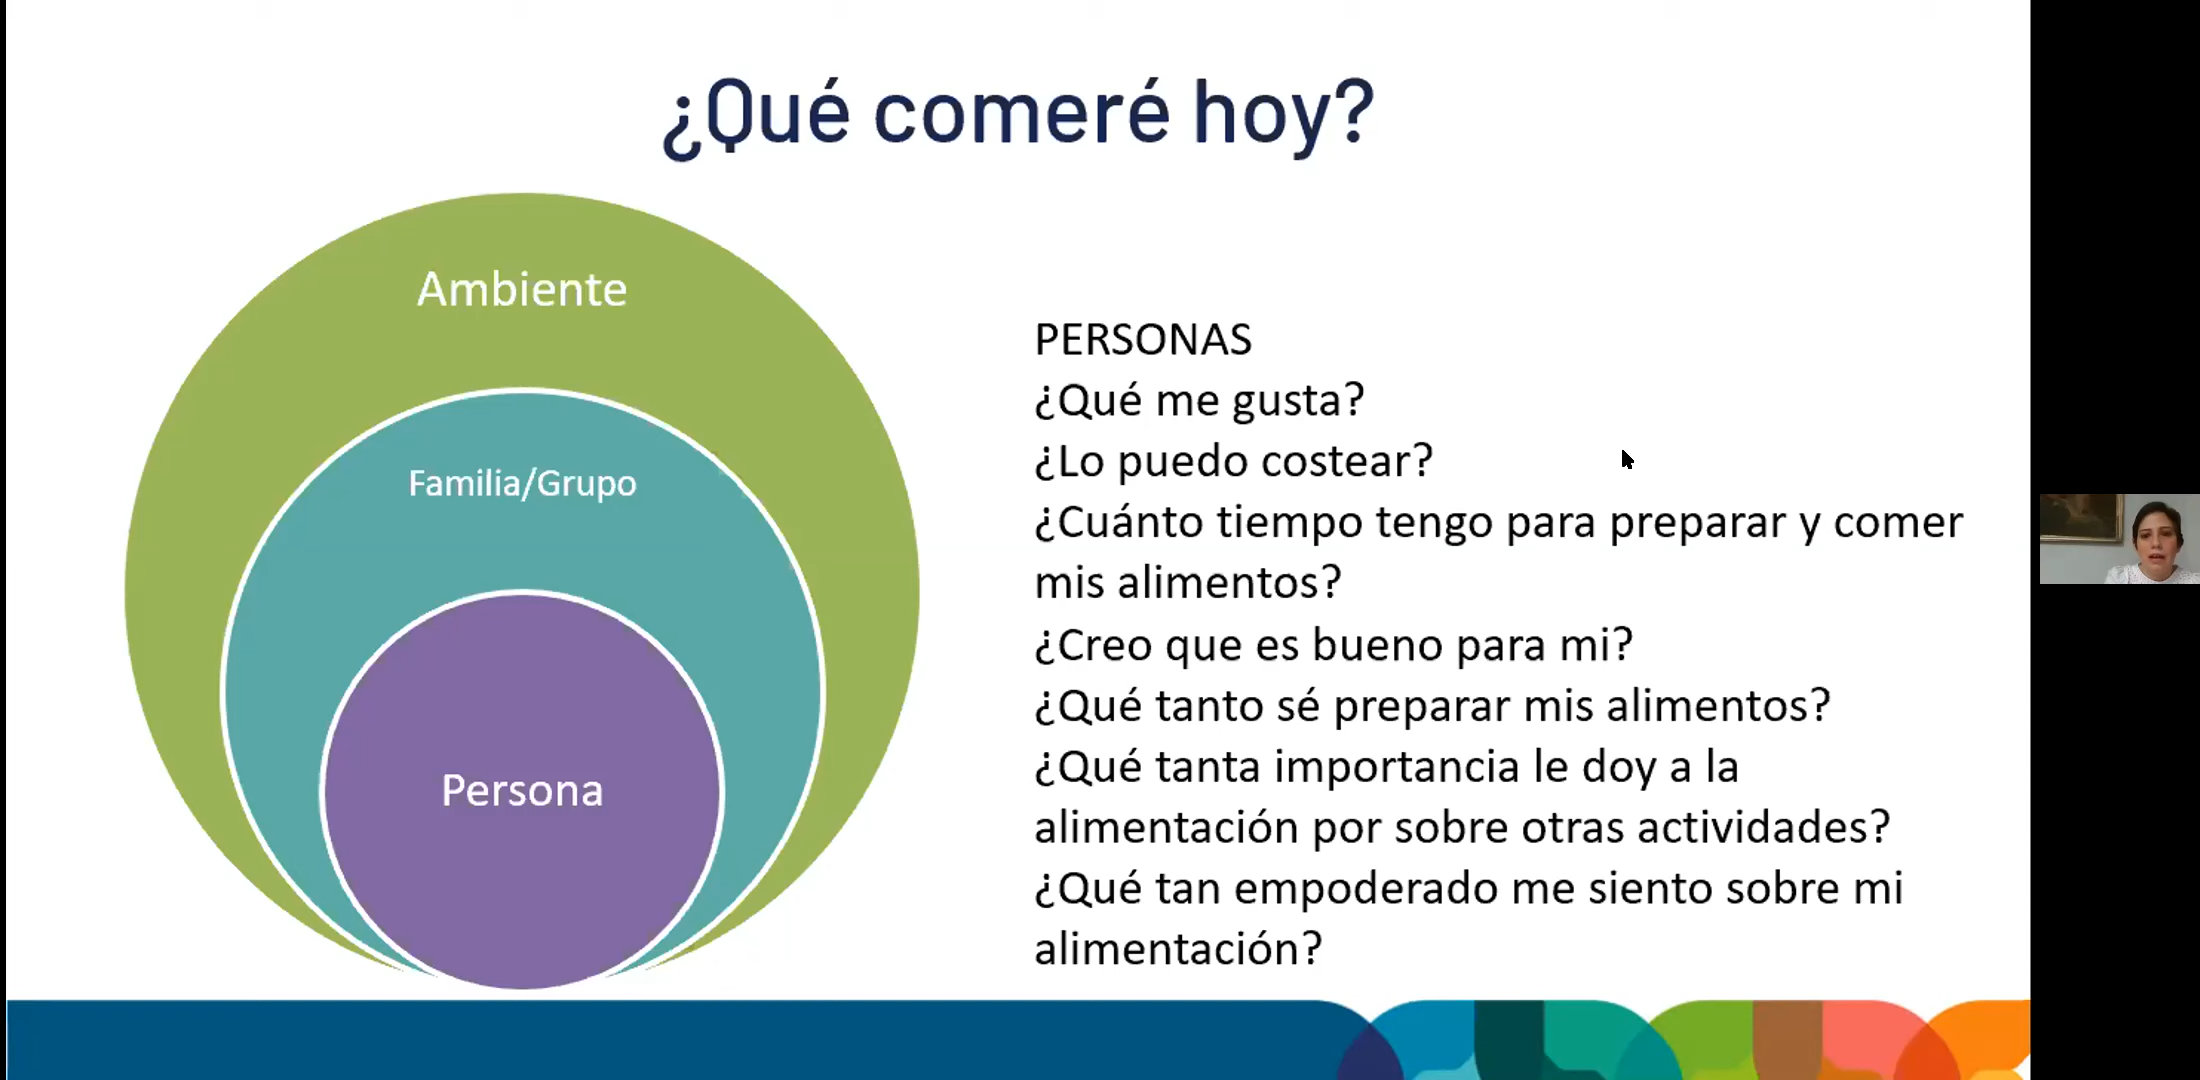 ¿Qué comeré hoy?
Ambiente
Familia/Grupo
Persona
PERSONAS
¿Qué me gusta?
¿Lo puedo costear?
¿Cuánto tiempo tengo para preparar y comer
mis alimentos?
¿Creo que es bueno para mi?
¿Qué tanto sé preparar mis alimentos?
¿Qué tanta importancia le doy a la
alimentación por sobre otras actividades?
¿Qué tan empoderado me siento sobre mi
alimentación?